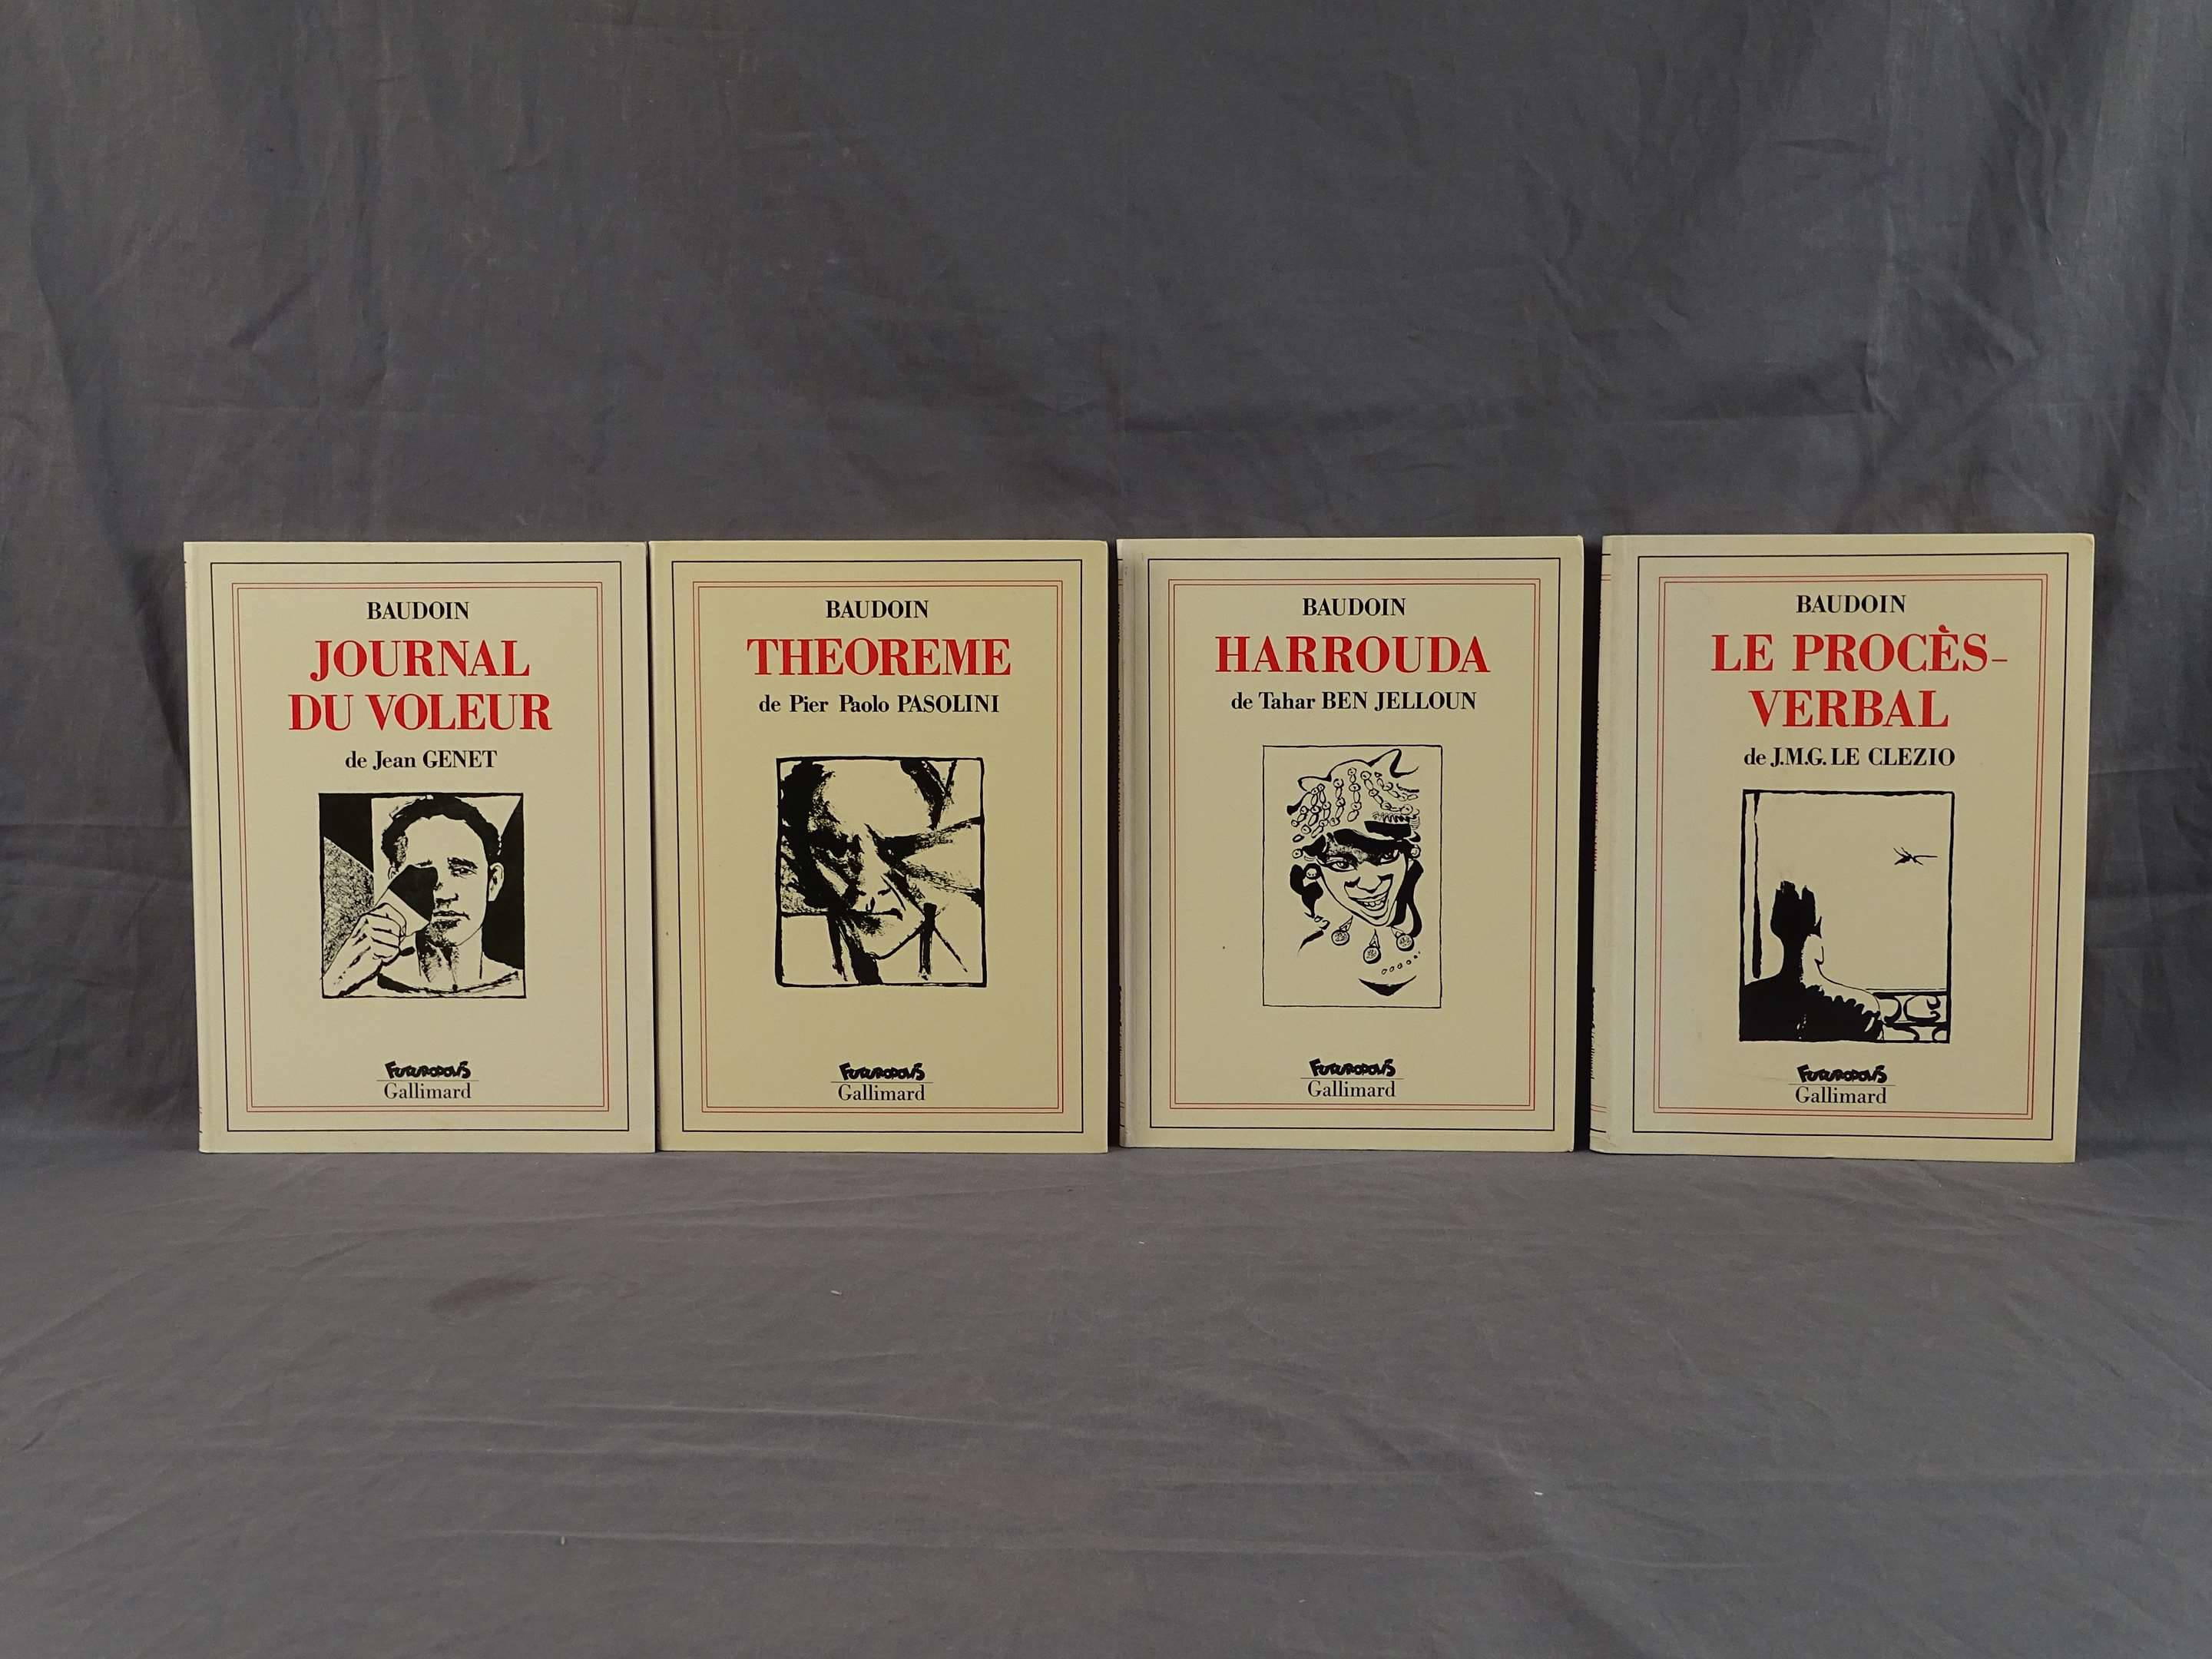 BAUDOIN
JOURNAL
DU VOLEUR
de Jean GENET
FUTUROPOLIS
Gallimard
BAUDOIN
THEOREME
de Pier Paolo PASOLINI
FUTUROPOLIS
Gallimard
BAUDOIN
HARROUDA
de Tahar BEN JELLOUN
FUTUROPOLIS
Gallimard
BAUDOIN
LE PROCÈS-
VERBAL
de J.M.G. LE CLEZIO
FUTUROPOLIS
Gallimard